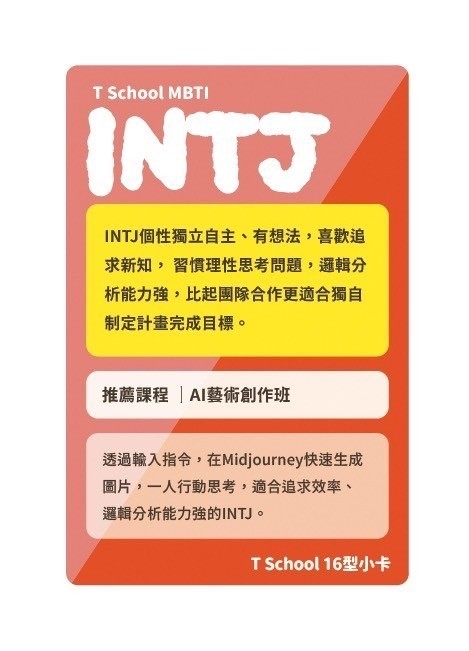 T School MBTI
INTJ
INTJ個性獨立自主、有想法，喜歡追
求新知， 習慣理性思考問題，邏輯分
析能力強，比起團隊合作更適合獨自
制定計畫完成目標。
推薦課程 ｜AI藝術創作班
透過輸入指令，在Midjourney快速生成
圖片，一人行動思考，適合追求效率、
邏輯分析能力強的INTJ。
T School 16型小卡